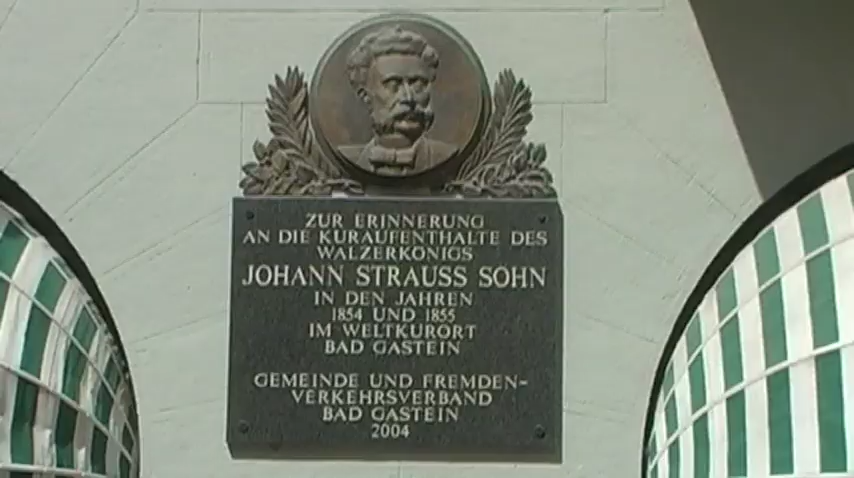 ZUR ERINNERUNG
AN DIE KURAUFENTHALTE DES
WALZERKÖNIGS
JOHANN STRAUSS SOHN
IN DEN JAHREN
1854 UND 1855
IM WELTKURORT
BAD GASTEIN
GEMEINDE UND FREMDEN-
VERKEHRSVERBAND
BAD GASTEIN
2004